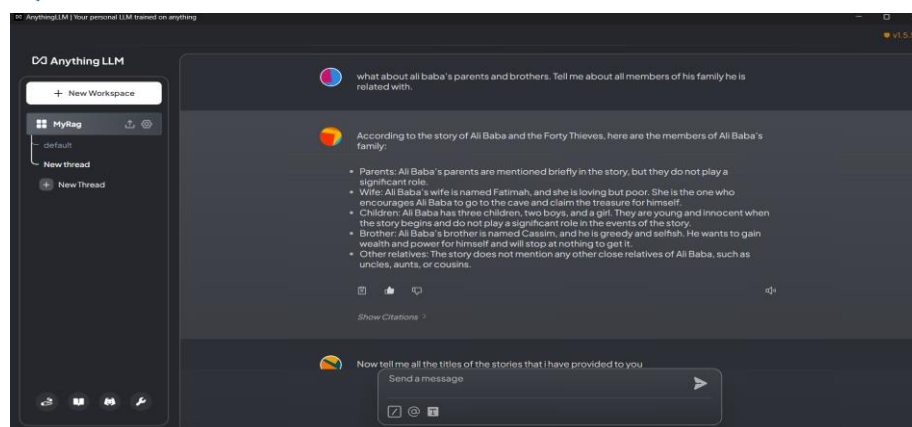 AnythingLLM | Your personal LLM trained on anything
v1.5.5
Anything LLM
+ New Workspace
MyRag
default
New thread
+ New Thread
what about ali baba's parents and brothers. Tell me about all members of his family he is
related with.
According to the story of Ali Baba and the Forty Thieves, here are the members of Ali Baba's
family:
• Parents: Ali Baba's parents are mentioned briefly in the story, but they do not play a
significant role.
• Wife: Ali Baba's wife is named Fatimah, and she is loving but poor. She is the one who
encourages Ali Baba to go to the cave and claim the treasure for himself.
• Children: Ali Baba has three children, two boys, and a girl. They are young and innocent when
the story begins and do not play a significant role in the events of the story.
• Brother: Ali Baba's brother is named Cassim, and he is greedy and selfish. He wants to gain
wealth and power for himself and will stop at nothing to get it.
• Other relatives: The story does not mention any other close relatives of Ali Baba, such as
uncles, aunts, or cousins.
Show Citations
Now tell me all the titles of the stories that i have provided to you
Send a message